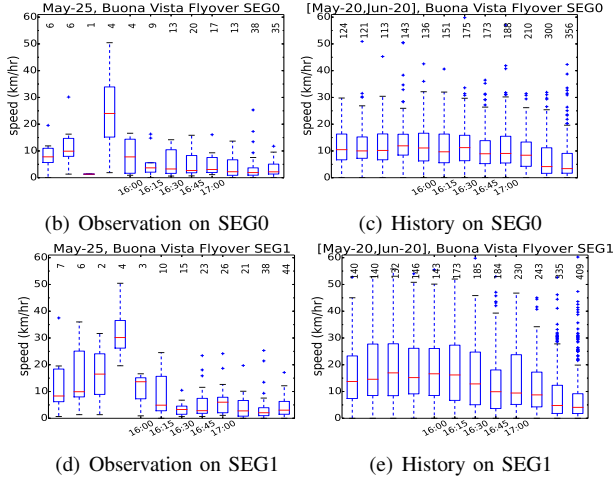 May-25, Buona Vista Flyover SEG0
6 6 1 4 4 9 13 20 17 13 38 35
60
50
40
30
20
10
0
speed (km/hr)
16:00 16:15 16:30 16:45 17:00
(b) Observation on SEG0
[May-20,Jun-20], Buona Vista Flyover SEG0
124 121 113 143 136 151 175 173 188 210 300 356
60
50
40
30
20
10
0
speed (km/hr)
16:00 16:15 16:30 16:45 17:00
(c) History on SEG0
May-25, Buona Vista Flyover SEG1
7 6 2 4 3 10 15 23 26 21 38 44
60
50
40
30
20
10
0
speed (km/hr)
16:00 16:15 16:30 16:45 17:00
(d) Observation on SEG1
[May-20,Jun-20], Buona Vista Flyover SEG1
140 140 132 146 140 173 185 184 230 243 335 409
60
50
40
30
20
10
0
speed (km/hr)
16:00 16:15 16:30 16:45 17:00
(e) History on SEG1